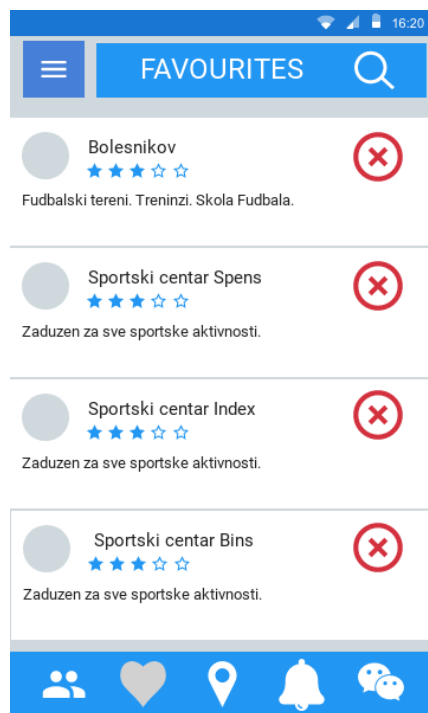 16:20
FAVOURITES
Bolesnikov
Fudbalski tereni. Treninzi. Skola Fudbala.
Sportski centar Spens
Zaduzen za sve sportske aktivnosti.
Sportski centar Index
Zaduzen za sve sportske aktivnosti.
Sportski centar Bins
Zaduzen za sve sportske aktivnosti.